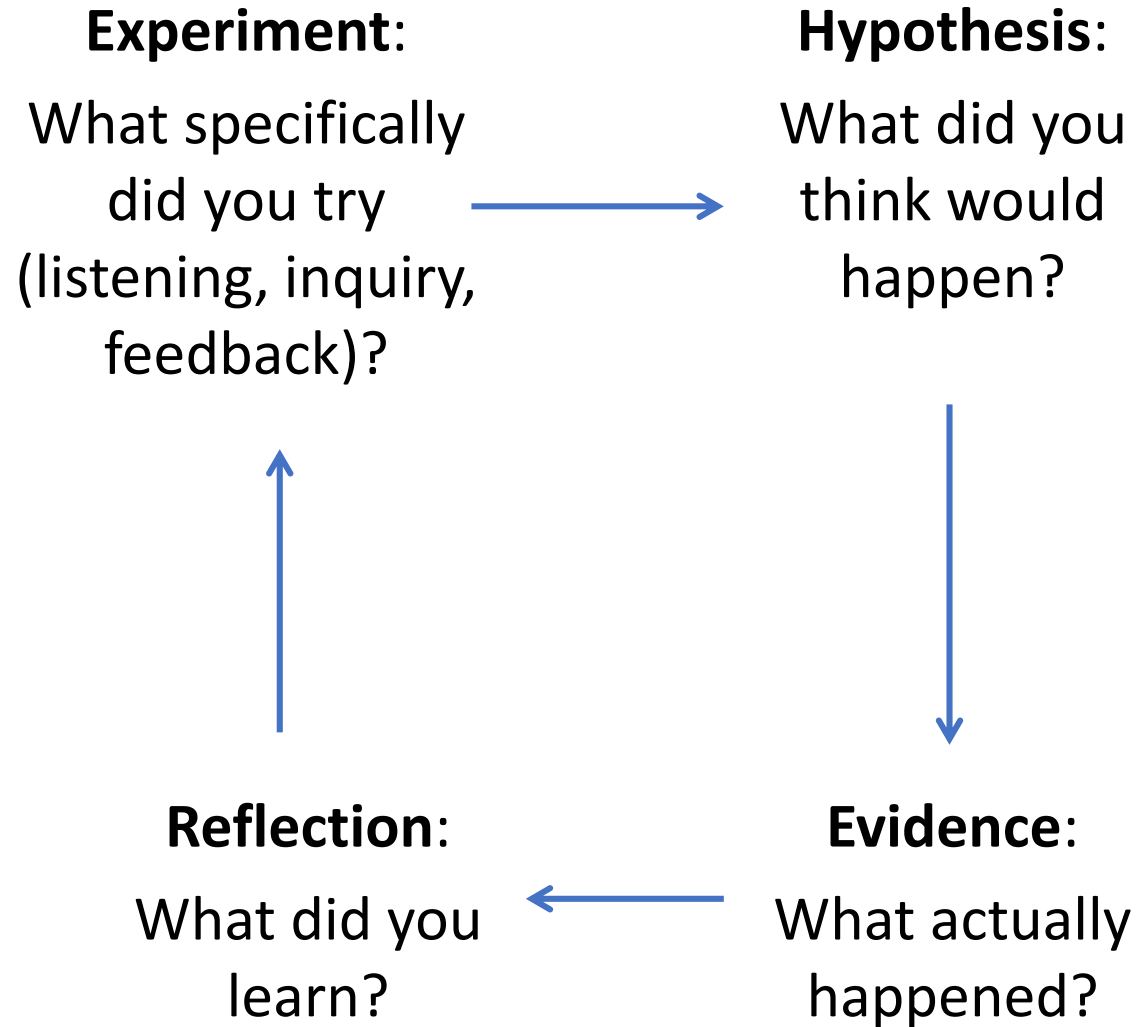 Experiment:
What specifically
did you try
(listening, inquiry,
feedback)?
Hypothesis:
What did you
think would
happen?
Evidence:
What actually
happened?
Reflection:
What did you
learn?